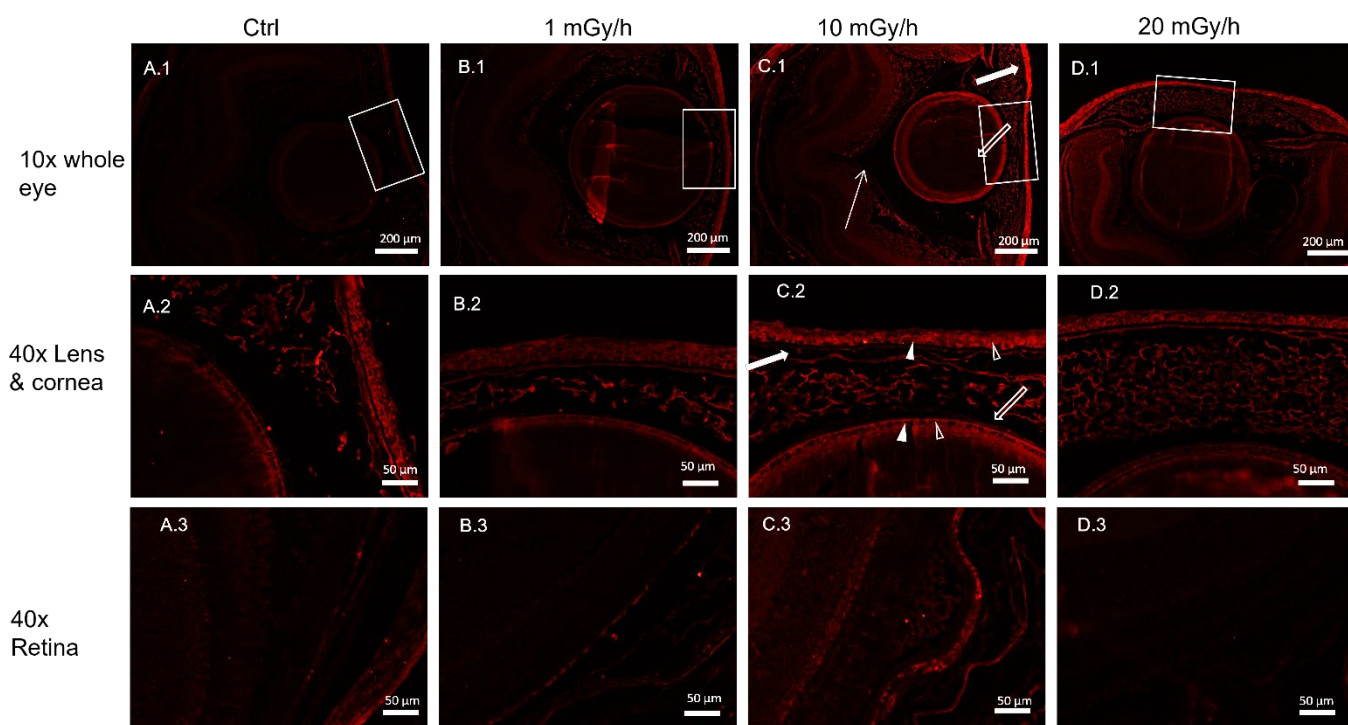 Ctrl
1 mGy/h
10 mGy/h
20 mGy/h
10x whole
eye
A.1
200 µm
B.1
200 µm
C.1
200 µm
D.1
200 µm
40x Lens
& cornea
A.2
50 µm
B.2
50 µm
C.2
50 µm
D.2
50 µm
40x
Retina
A.3
50 µm
B.3
50 µm
C.3
50 µm
D.3
50 µm